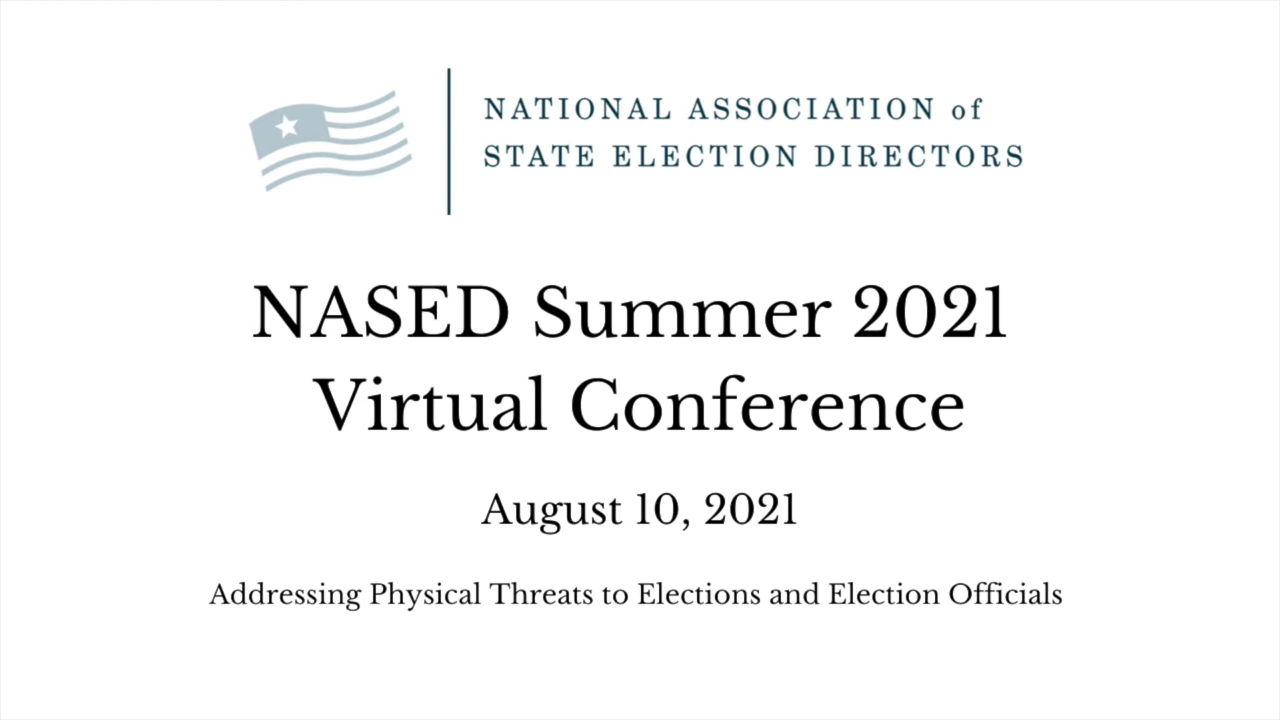 NATIONAL ASSOCIATION of
STATE ELECTION DIRECTORS
NASED Summer 2021
Virtual Conference
August 10, 2021
Addressing Physical Threats to Elections and Election Officials